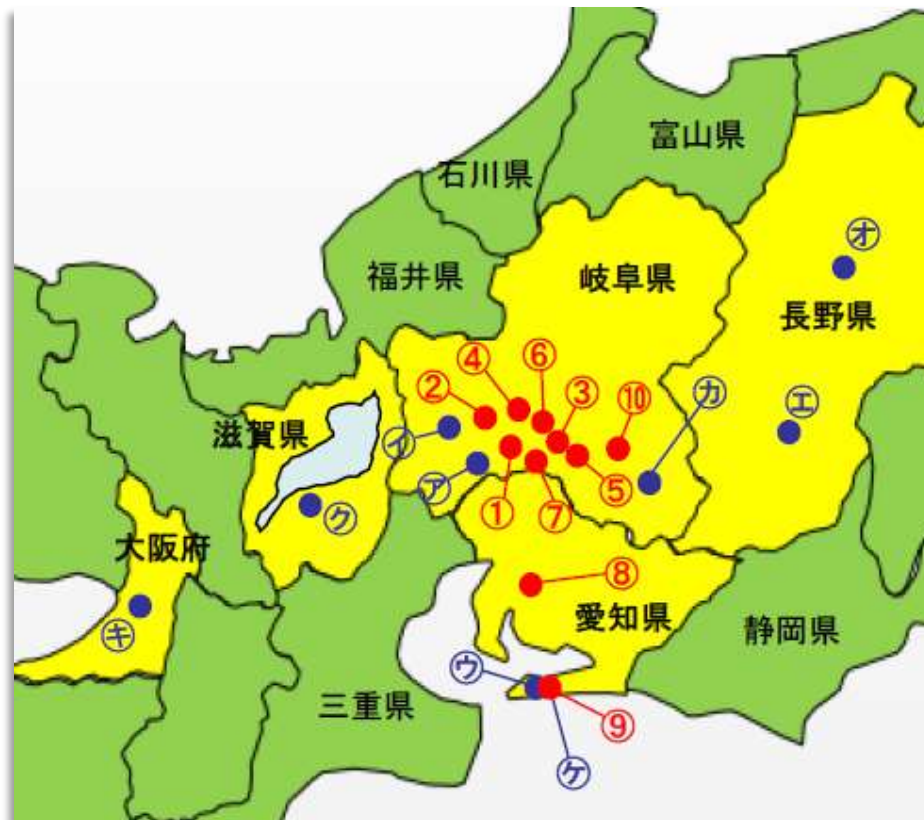 富山県
石川県
オ
福井県
岐阜県
長野県
⑥
④
②
③
⑩
カ
エ
滋賀県
イ
ア
ク
①
⑦
⑤
大阪府
⑧
愛知県
キ
静岡県
ウ
三重県
⑨
ケ